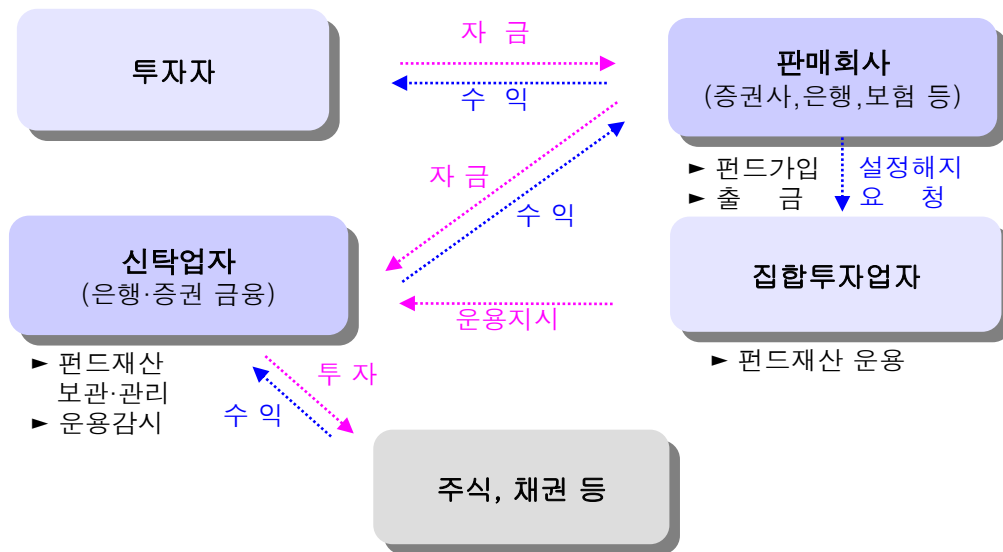 투자자
자 금
수 익
판매회사
(증권사,은행,보험 등)
► 펀드가입
► 출 금
설정해지
요 청
자 금
수 익
신탁업자
(은행·증권 금융)
► 펀드재산
보관·관리
► 운용감시
운용지시
집합투자업자
► 펀드재산 운용
투 자
수 익
주식, 채권 등